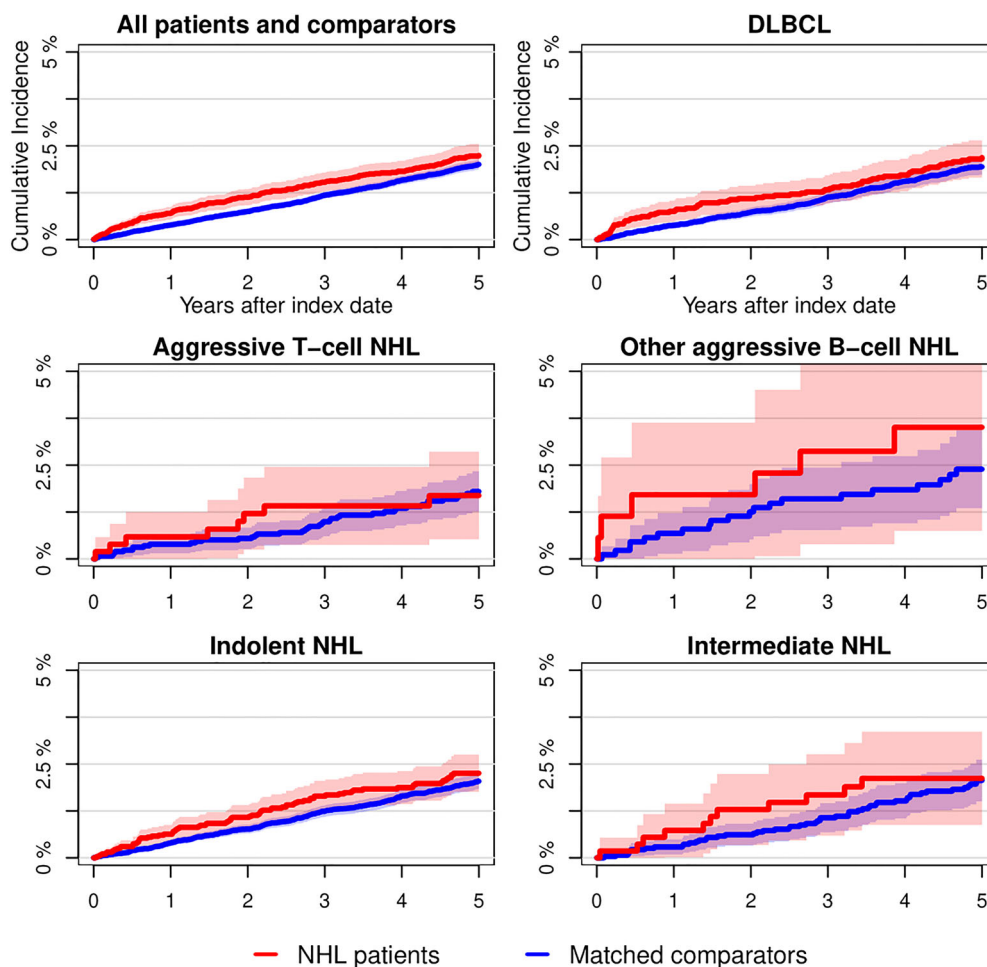 All patients and comparators
DLBCL
Cumulative Incidence
0 %
2.5 %
5 %
0 1 2 3 4 5
Years after index date
Cumulative Incidence
0 %
2.5 %
5 %
0 1 2 3 4 5
Years after index date
Aggressive T−cell NHL
Other aggressive B−cell NHL
0 %
2.5 %
5 %
0 1 2 3 4 5
0 %
2.5 %
5 %
0 1 2 3 4 5
Indolent NHL
Intermediate NHL
0 %
2.5 %
5 %
0 1 2 3 4 5
0 %
2.5 %
5 %
0 1 2 3 4 5
NHL patients
Matched comparators